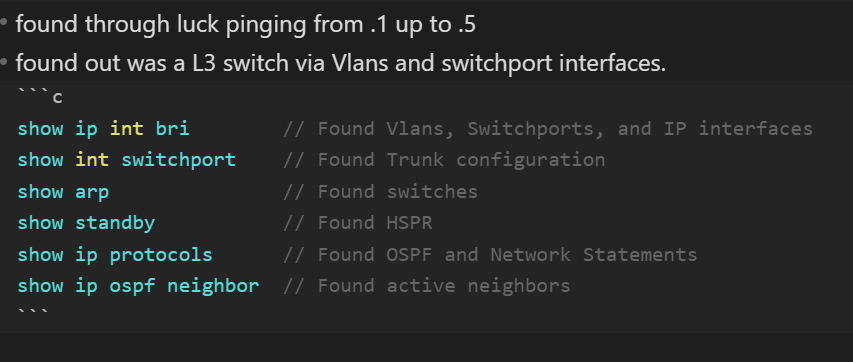 • found through luck pinging from .1 up to .5
• found out was a L3 switch via Vlans and switchport interfaces.
```c
show ip int bri        // Found Vlans, Switchports, and IP interfaces
show int switchport    // Found Trunk configuration
show arp               // Found switches
show standby           // Found HSPR
show ip protocols      // Found OSPF and Network Statements
show ip ospf neighbor  // Found active neighbors
```